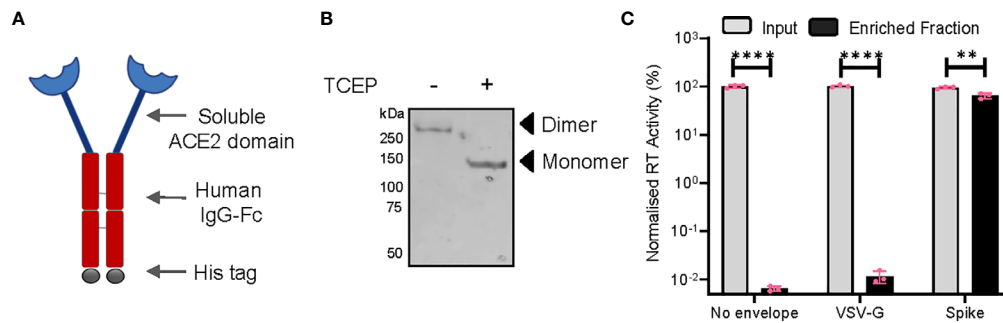 A
Soluble
ACE2 domain
Human
IgG-Fc
His tag
B
TCEP - +
kDa
250
150
100
75
50
Dimer
Monomer
C
Input Enriched Fraction
Normalised RT Activity (%)
10³
10²
10¹
10⁰
10⁻¹
10⁻²
**** **** **
No envelope VSV-G Spike